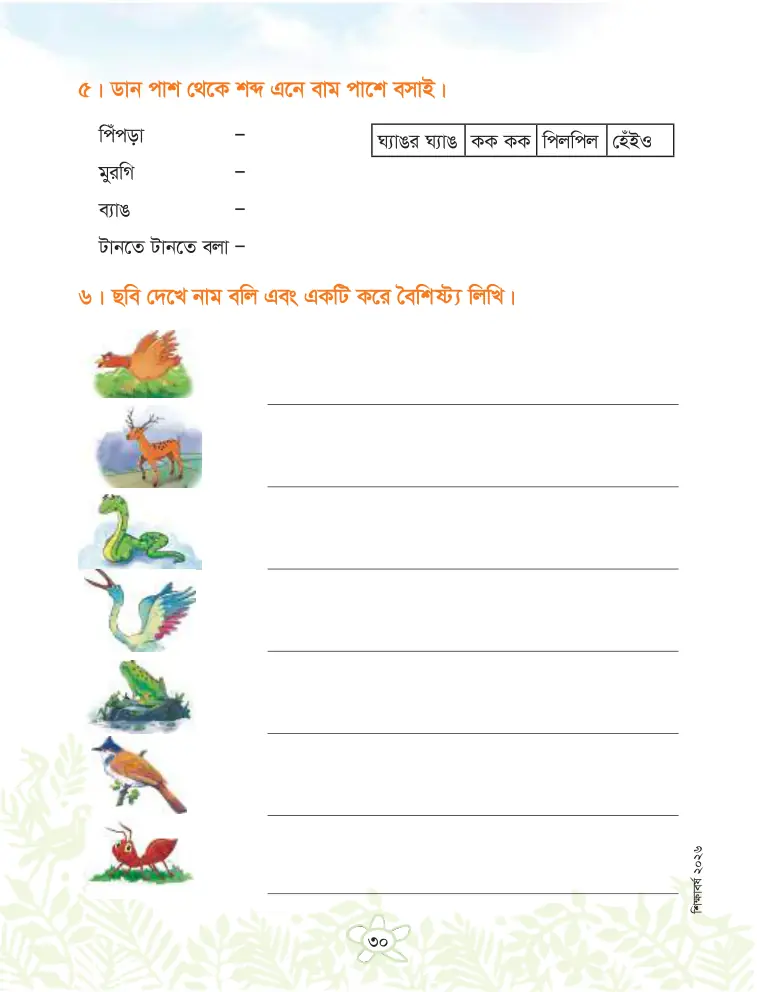 ৫। ডান পাশ থেকে শব্দ এনে বাম পাশে বসাই।
পিঁপড়া –
ঘ্যাঙর ঘ্যাঙ কক কক পিলপিল হেঁইও
মুরগি –
ব্যাঙ –
টানতে টানতে বলা –
৬। ছবি দেখে নাম বলি এবং একটি করে বৈশিষ্ট্য লিখি।
শিক্ষাবর্ষ ২০২৬
৩০